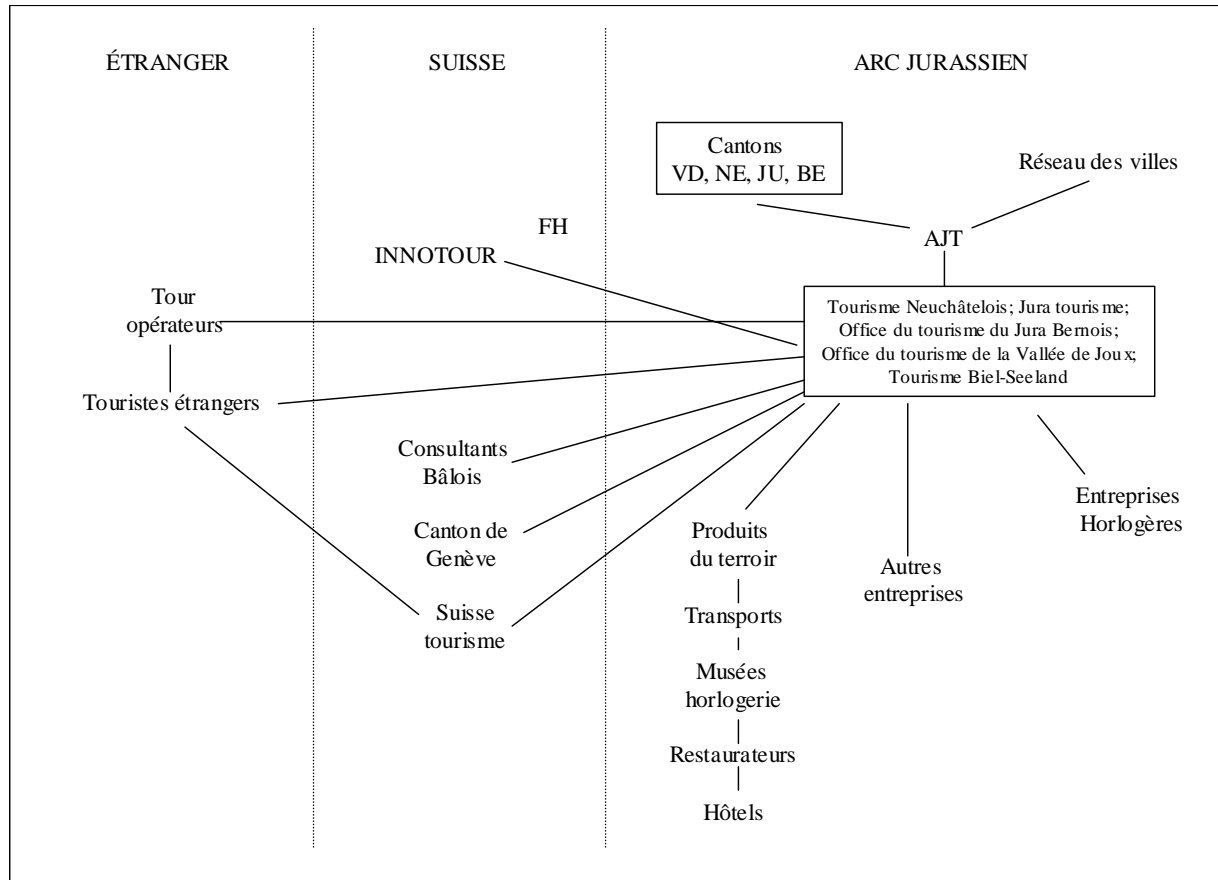 ÉTRANGER
SUISSE
ARC JURASSIEN
Cantons
VD, NE, JU, BE
Réseau des villes
FH
AJT
INNOTOUR
Tour
opérateurs
Tourisme Neuchâtelois; Jura tourisme;
Office du tourisme du Jura Bernois;
Office du tourisme de la Vallée de Joux;
Tourisme Biel-Seeland
Touristes étrangers
Consultants
Bâlois
Canton de
Genève
Suisse
tourisme
Produits
du terroir
Transports
Musées
horlogerie
Restaurateurs
Hôtels
Autres
entreprises
Entreprises
Horlogères